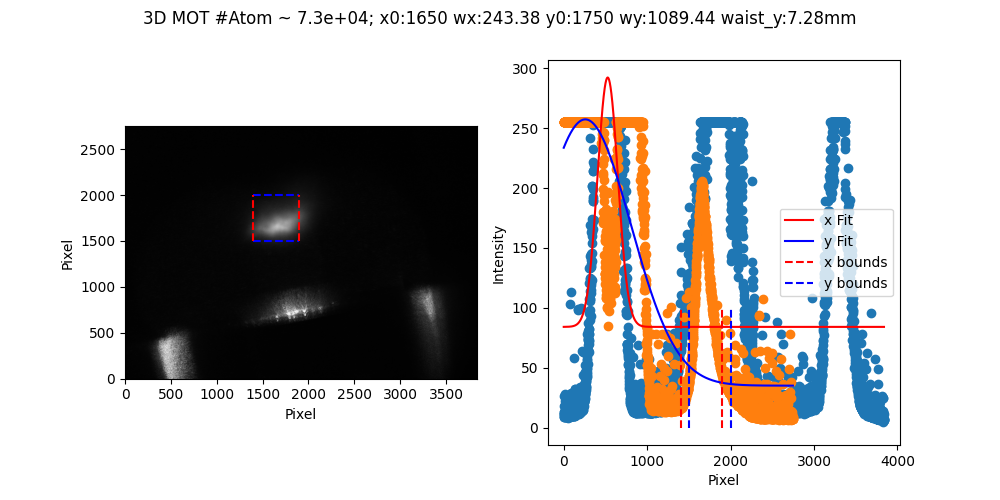 3D MOT #Atom ~ 7.3e+04; x0:1650 wx:243.38 y0:1750 wy:1089.44 waist_y:7.28mm
2500
2000
1500
1000
500
0
Pixel
0 500 1000 1500 2000 2500 3000 3500
Pixel
300
250
200
150
100
50
0
Intensity
x Fit
y Fit
x bounds
y bounds
0 1000 2000 3000 4000
Pixel